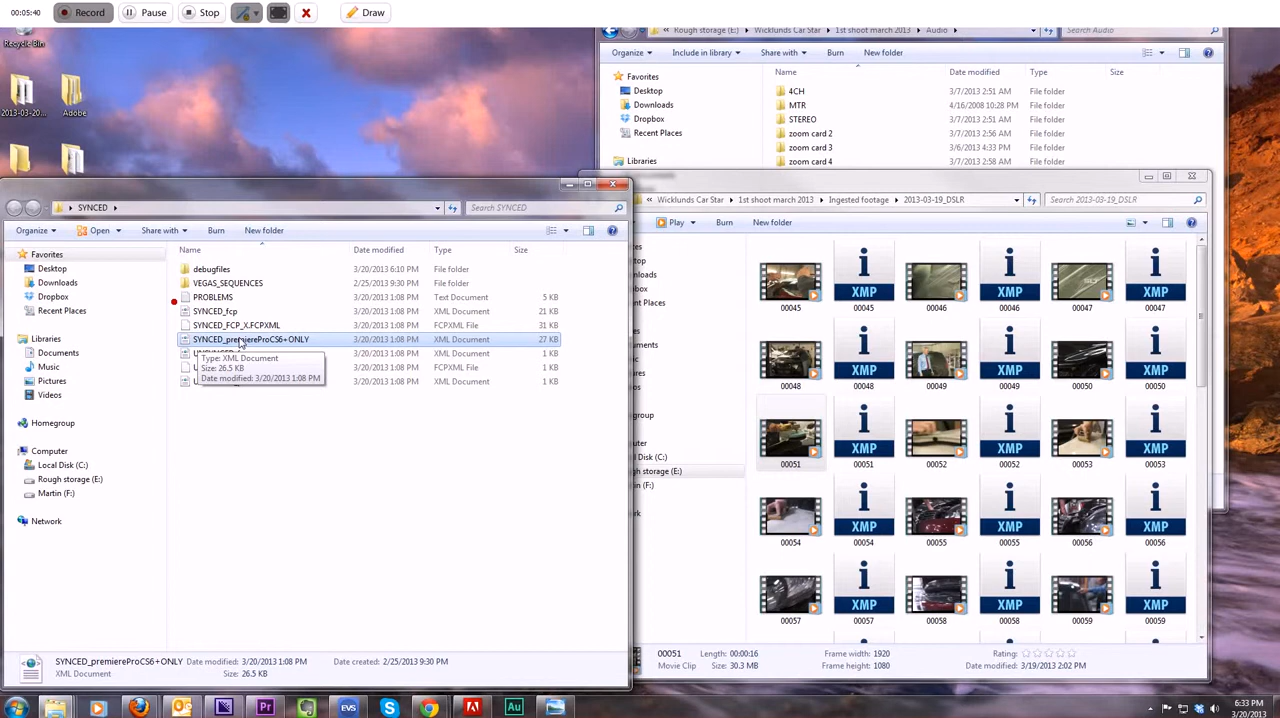 00:05:40 Record Pause Stop Draw
Recycle Bin
2013-03-20... Adobe
Rough storage (E:) Wicklunds Car Star 1st shoot march 2013 Audio Search Audio
Organize Include in library Share with Burn New folder
Favorites
Desktop
Downloads
Dropbox
Recent Places
Libraries
Name Date modified Type Size
4CH 3/7/2013 2:51 AM File folder
MTR 4/16/2008 10:28 PM File folder
STEREO 3/7/2013 2:51 AM File folder
zoom card 2 3/7/2013 2:56 AM File folder
zoom card 3 3/6/2013 4:33 PM File folder
zoom card 4 3/7/2013 2:58 AM File folder
SYNCED Search SYNCED
Organize Open Share with Burn New folder
Favorites
Desktop
Downloads
Dropbox
Recent Places
Libraries
Documents
Music
Pictures
Videos
Homegroup
Computer
Local Disk (C:)
Rough storage (E:)
Martin (F:)
Network
Name Date modified Type Size
debugfiles 3/20/2013 6:10 PM File folder
VEGAS_SEQUENCES 2/25/2013 9:30 PM File folder
PROBLEMS 3/20/2013 1:08 PM Text Document 5 KB
SYNCED_fcp 3/20/2013 1:08 PM XML Document 21 KB
SYNCED_FCP_X.FCPXML 3/20/2013 1:08 PM FCPXML File 31 KB
SYNCED_premiereProCS6+ONLY 3/20/2013 1:08 PM XML Document 27 KB
3/20/2013 1:08 PM XML Document 1 KB
3/20/2013 1:08 PM FCPXML File 1 KB
3/20/2013 1:08 PM XML Document 1 KB
Type: XML Document
Size: 26.5 KB
Date modified: 3/20/2013 1:08 PM
SYNCED_premiereProCS6+ONLY Date modified: 3/20/2013 1:08 PM Date created: 2/25/2013 9:30 PM
XML Document Size: 26.5 KB
Wicklunds Car Star 1st shoot march 2013 Ingested footage 2013-03-19_DSLR Search 2013-03-19_DSLR
Play Burn New folder
XMP XMP XMP
00045 00045 00046 00046 00047 00047
XMP XMP XMP
00048 00048 00049 00049 00050 00050
XMP XMP XMP
00051 00051 00052 00052 00053 00053
XMP XMP XMP
00054 00054 00055 00055 00056 00056
XMP XMP XMP
00057 00057 00058 00058 00059 00059
00051 Length: 00:00:16 Frame width: 1920 Rating:
Movie Clip Size: 30.3 MB Frame height: 1080 Date modified: 3/19/2013 2:02 PM
Pr EVS Au
6:33 PM
3/20/2013